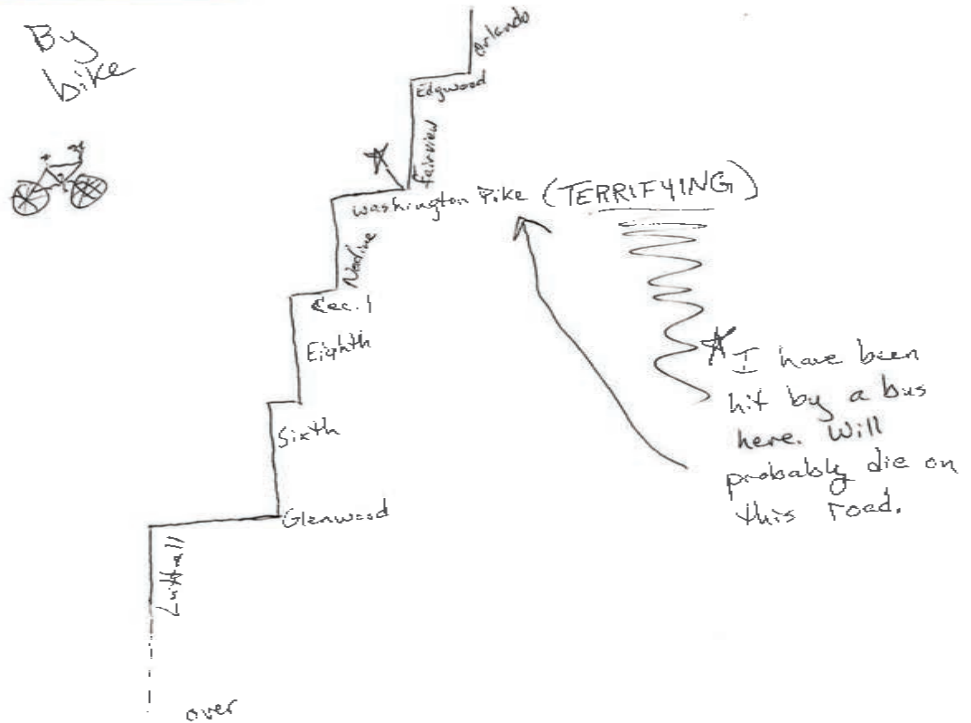 By
bike
Orlando
Edgwood
Fairview
Washington Pike (TERRIFYING)
Nadine
Cecil
Eighth
I have been
hit by a bus
here. Will
probably die on
this road.
Sixth
Glenwood
Luttrell
over